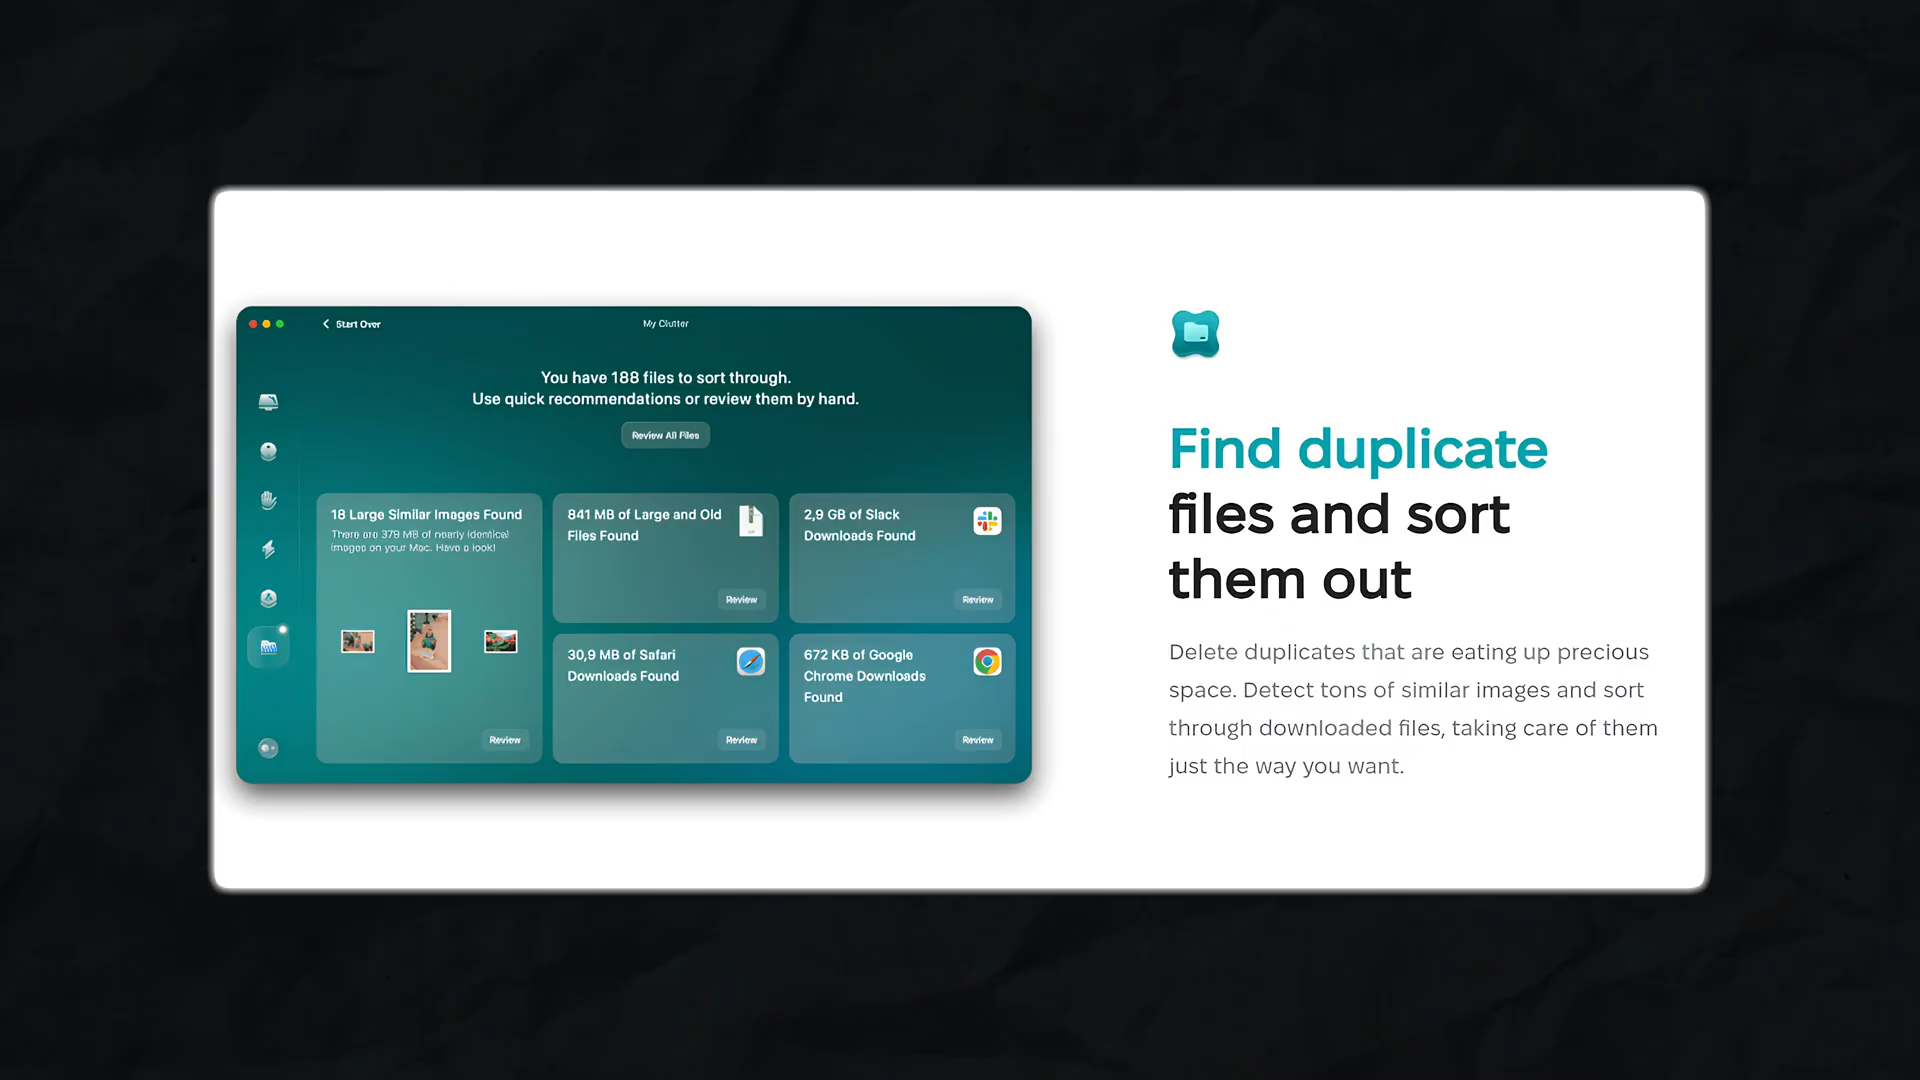 Start Over
My Clutter
You have 188 files to sort through.
Use quick recommendations or review them by hand.
Review All Files
18 Large Similar Images Found
There are 379 MB of nearly identical
images on your Mac. Have a look!
Review
841 MB of Large and Old
Files Found
Review
2,9 GB of Slack
Downloads Found
Review
30,9 MB of Safari
Downloads Found
Review
672 KB of Google
Chrome Downloads
Found
Review
Find duplicate
files and sort
them out
Delete duplicates that are eating up precious
space. Detect tons of similar images and sort
through downloaded files, taking care of them
just the way you want.